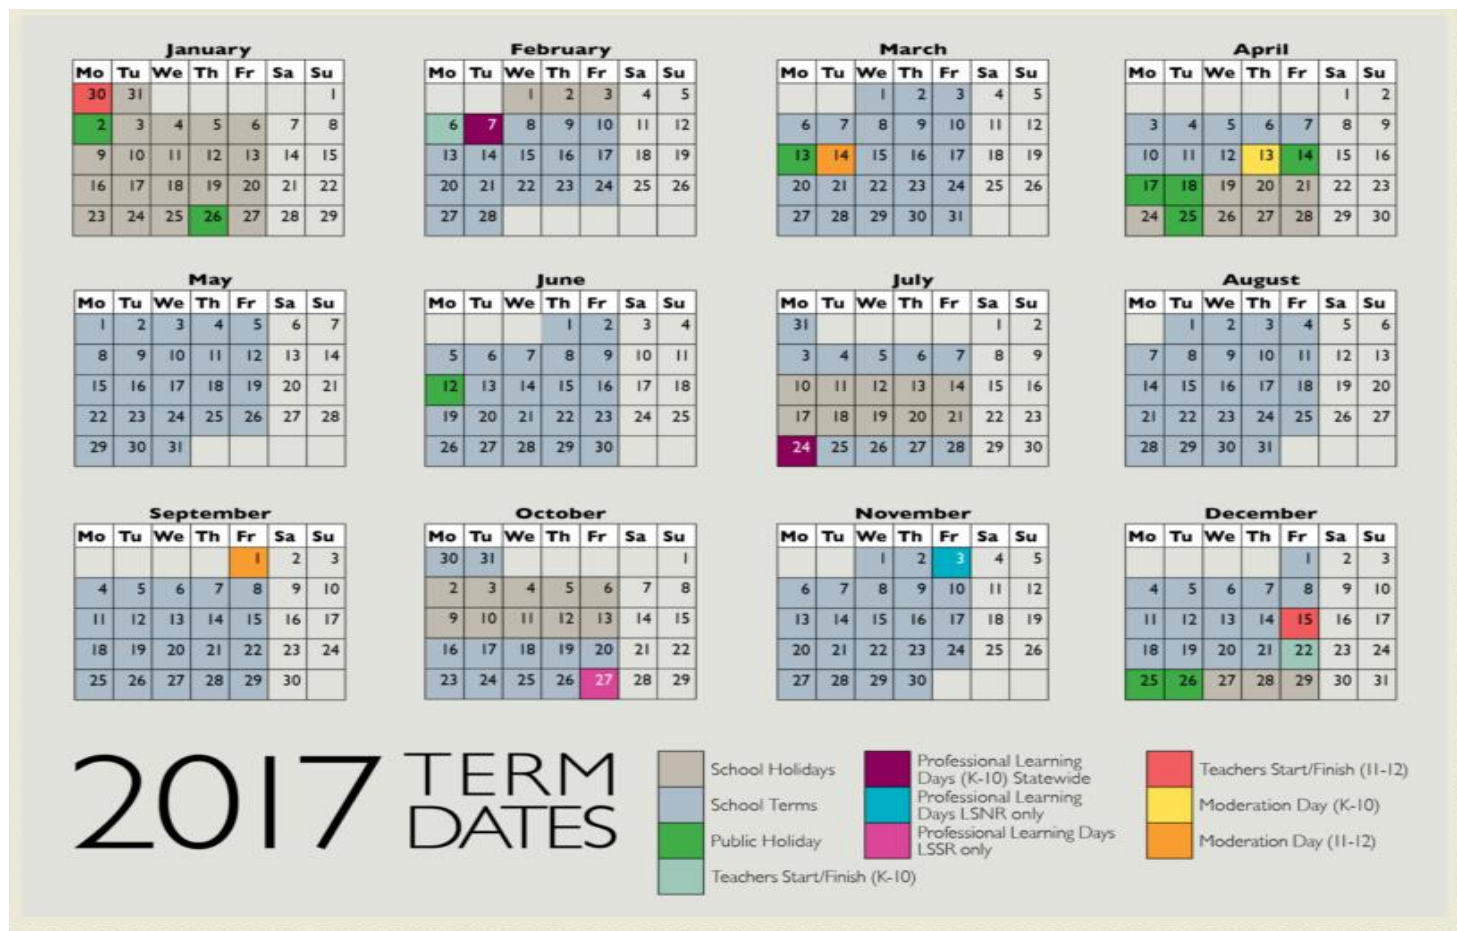 January February March April
Mo Tu We Th Fr Sa Su Mo Tu We Th Fr Sa Su Mo Tu We Th Fr Sa Su Mo Tu We Th Fr Sa Su
30 31 1 1 2 3 4 5 1 2 3 4 5 1 2
2 3 4 5 6 7 8 6 7 8 9 10 11 12 6 7 8 9 10 11 12 3 4 5 6 7 8 9
9 10 11 12 13 14 15 13 14 15 16 17 18 19 13 14 15 16 17 18 19 10 11 12 13 14 15 16
16 17 18 19 20 21 22 20 21 22 23 24 25 26 20 21 22 23 24 25 26 17 18 19 20 21 22 23
23 24 25 26 27 28 29 27 28 27 28 29 30 31 24 25 26 27 28 29 30
May June July August
Mo Tu We Th Fr Sa Su Mo Tu We Th Fr Sa Su Mo Tu We Th Fr Sa Su Mo Tu We Th Fr Sa Su
1 2 3 4 5 6 7 1 2 3 4 31 1 2 1 2 3 4 5 6
8 9 10 11 12 13 14 5 6 7 8 9 10 11 3 4 5 6 7 8 9 7 8 9 10 11 12 13
15 16 17 18 19 20 21 12 13 14 15 16 17 18 10 11 12 13 14 15 16 14 15 16 17 18 19 20
22 23 24 25 26 27 28 19 20 21 22 23 24 25 17 18 19 20 21 22 23 21 22 23 24 25 26 27
29 30 31 26 27 28 29 30 24 25 26 27 28 29 30 28 29 30 31
September October November December
Mo Tu We Th Fr Sa Su Mo Tu We Th Fr Sa Su Mo Tu We Th Fr Sa Su Mo Tu We Th Fr Sa Su
1 2 3 30 31 1 1 2 3 4 5 1 2 3
4 5 6 7 8 9 10 2 3 4 5 6 7 8 6 7 8 9 10 11 12 4 5 6 7 8 9 10
11 12 13 14 15 16 17 9 10 11 12 13 14 15 13 14 15 16 17 18 19 11 12 13 14 15 16 17
18 19 20 21 22 23 24 16 17 18 19 20 21 22 20 21 22 23 24 25 26 18 19 20 21 22 23 24
25 26 27 28 29 30 23 24 25 26 27 28 29 27 28 29 30 25 26 27 28 29 30 31
2017 TERM
DATES
School Holidays
School Terms
Public Holiday
Teachers Start/Finish (K-10)
Professional Learning
Days (K-10) Statewide
Professional Learning
Days LSNR only
Professional Learning Days
LSSR only
Teachers Start/Finish (11-12)
Moderation Day (K-10)
Moderation Day (11-12)